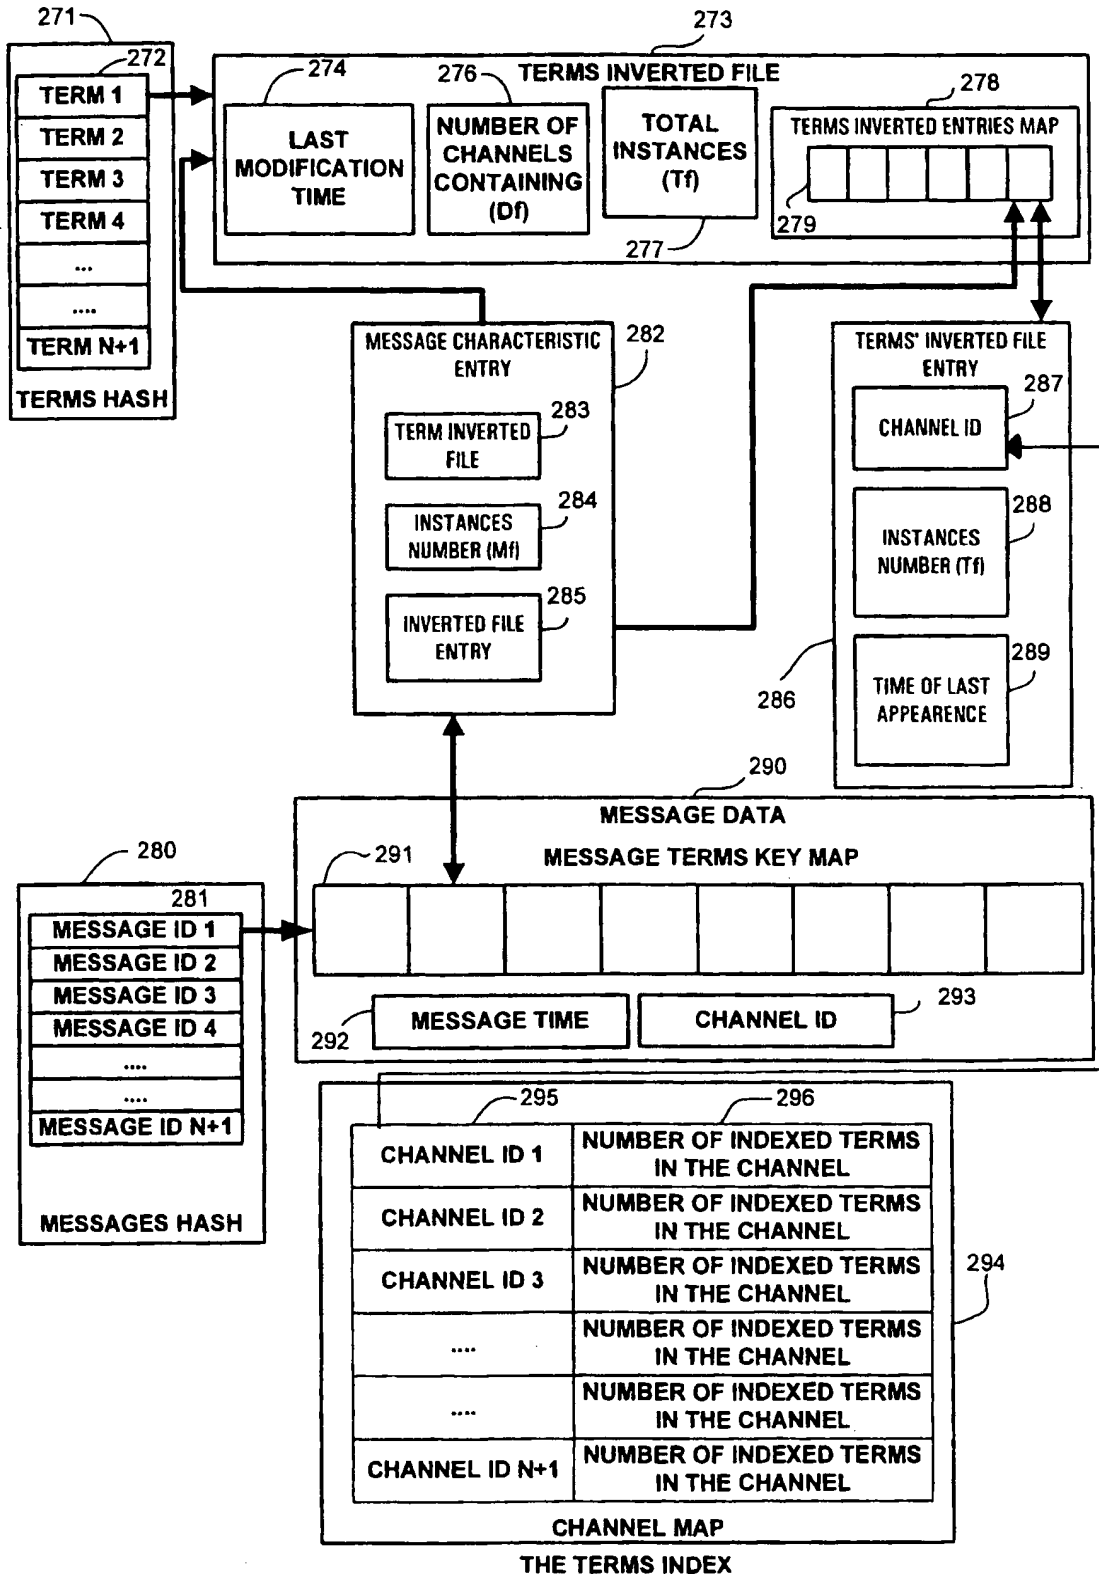 271
272
TERM 1
TERM 2
TERM 3
TERM 4
...
....
TERM N+1
TERMS HASH
273
TERMS INVERTED FILE
274
LAST
MODIFICATION
TIME
276
NUMBER OF
CHANNELS
CONTAINING
(Df)
TOTAL
INSTANCES
(Tf)
277
278
TERMS INVERTED ENTRIES MAP
279
MESSAGE CHARACTERISTIC
ENTRY
282
283
TERM INVERTED
FILE
284
INSTANCES
NUMBER (Mf)
285
INVERTED FILE
ENTRY
TERMS' INVERTED FILE
ENTRY
287
CHANNEL ID
288
INSTANCES
NUMBER (Tf)
289
TIME OF LAST
APPEARENCE
286
290
MESSAGE DATA
MESSAGE TERMS KEY MAP
291
292
MESSAGE TIME
CHANNEL ID
293
280
281
MESSAGE ID 1
MESSAGE ID 2
MESSAGE ID 3
MESSAGE ID 4
....
....
MESSAGE ID N+1
MESSAGES HASH
295
296
CHANNEL ID 1
NUMBER OF INDEXED TERMS
IN THE CHANNEL
CHANNEL ID 2
NUMBER OF INDEXED TERMS
IN THE CHANNEL
CHANNEL ID 3
NUMBER OF INDEXED TERMS
IN THE CHANNEL
....
NUMBER OF INDEXED TERMS
IN THE CHANNEL
....
NUMBER OF INDEXED TERMS
IN THE CHANNEL
CHANNEL ID N+1
NUMBER OF INDEXED TERMS
IN THE CHANNEL
294
CHANNEL MAP
THE TERMS INDEX